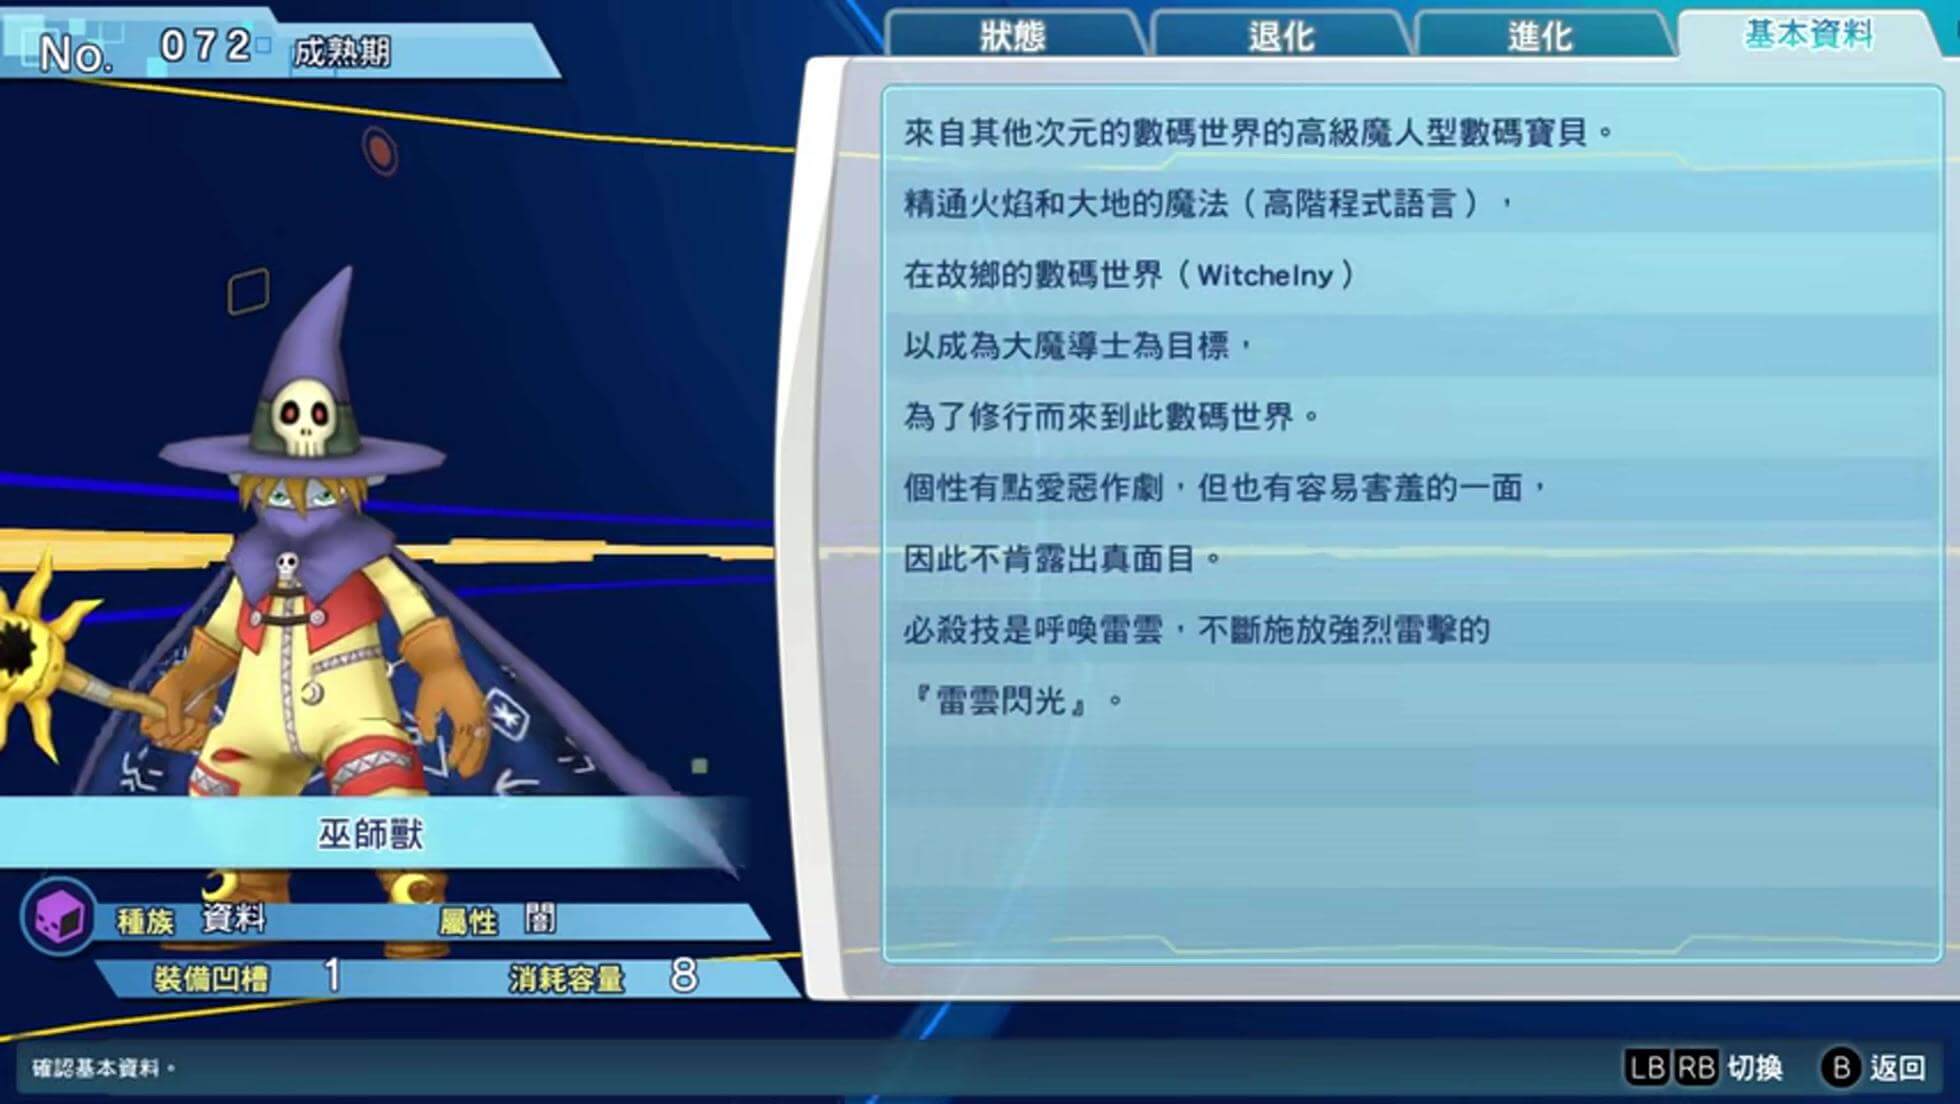 No. 072 成熟期
狀態 退化 進化 基本資料
來自其他次元的數碼世界的高級魔人型數碼寶貝。
精通火焰和大地的魔法（高階程式語言），
在故鄉的數碼世界（Witchelny）
以成為大魔導士為目標，
為了修行而來到此數碼世界。
個性有點愛惡作劇，但也有容易害羞的一面，
因此不肯露出真面目。
必殺技是呼喚雷雲，不斷施放強烈雷擊的
『雷雲閃光』。
巫師獸
種族 資料 屬性 闇
裝備凹槽 1 消耗容量 8
確認基本資料。
LB RB 切換 B 返回